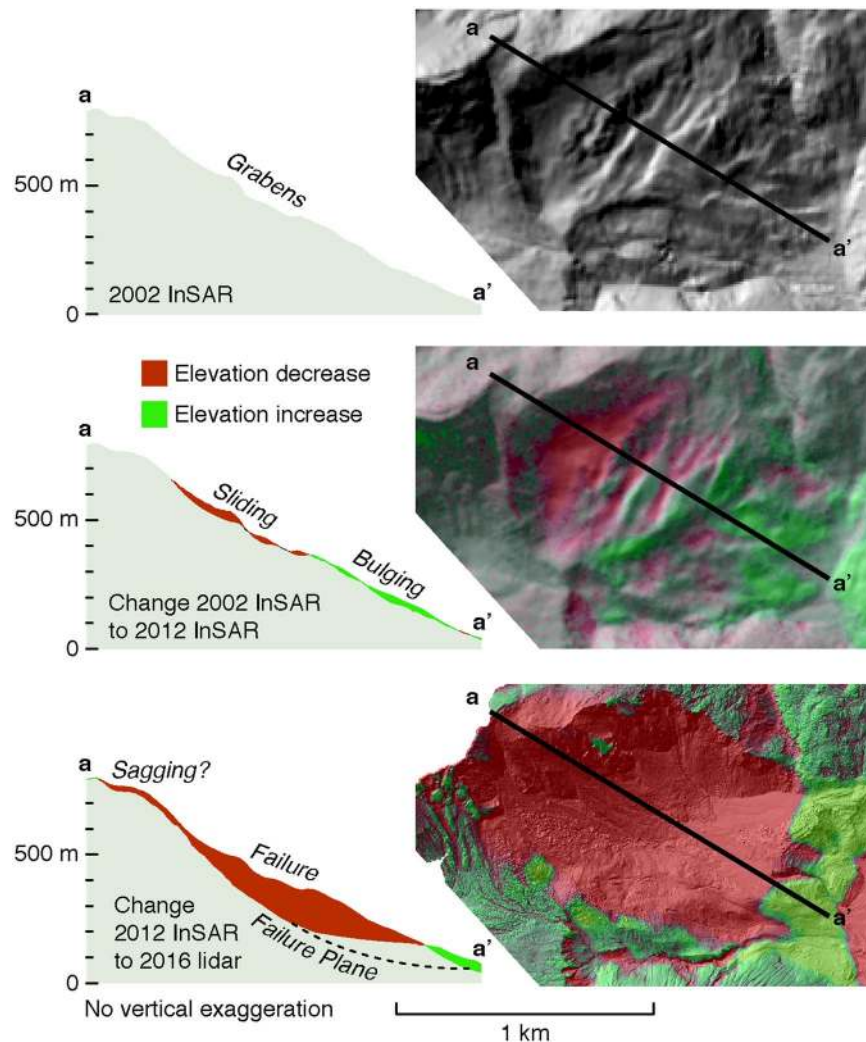 a
a
500 m
Grabens
a'
a'
2002 InSAR
0
Elevation decrease
Elevation increase
a
a
500 m
Sliding
Bulging
a'
a'
Change 2002 InSAR
to 2012 InSAR
0
a
a
Sagging?
500 m
Failure
Failure Plane
a'
a'
Change
2012 InSAR
to 2016 lidar
0
No vertical exaggeration
1 km